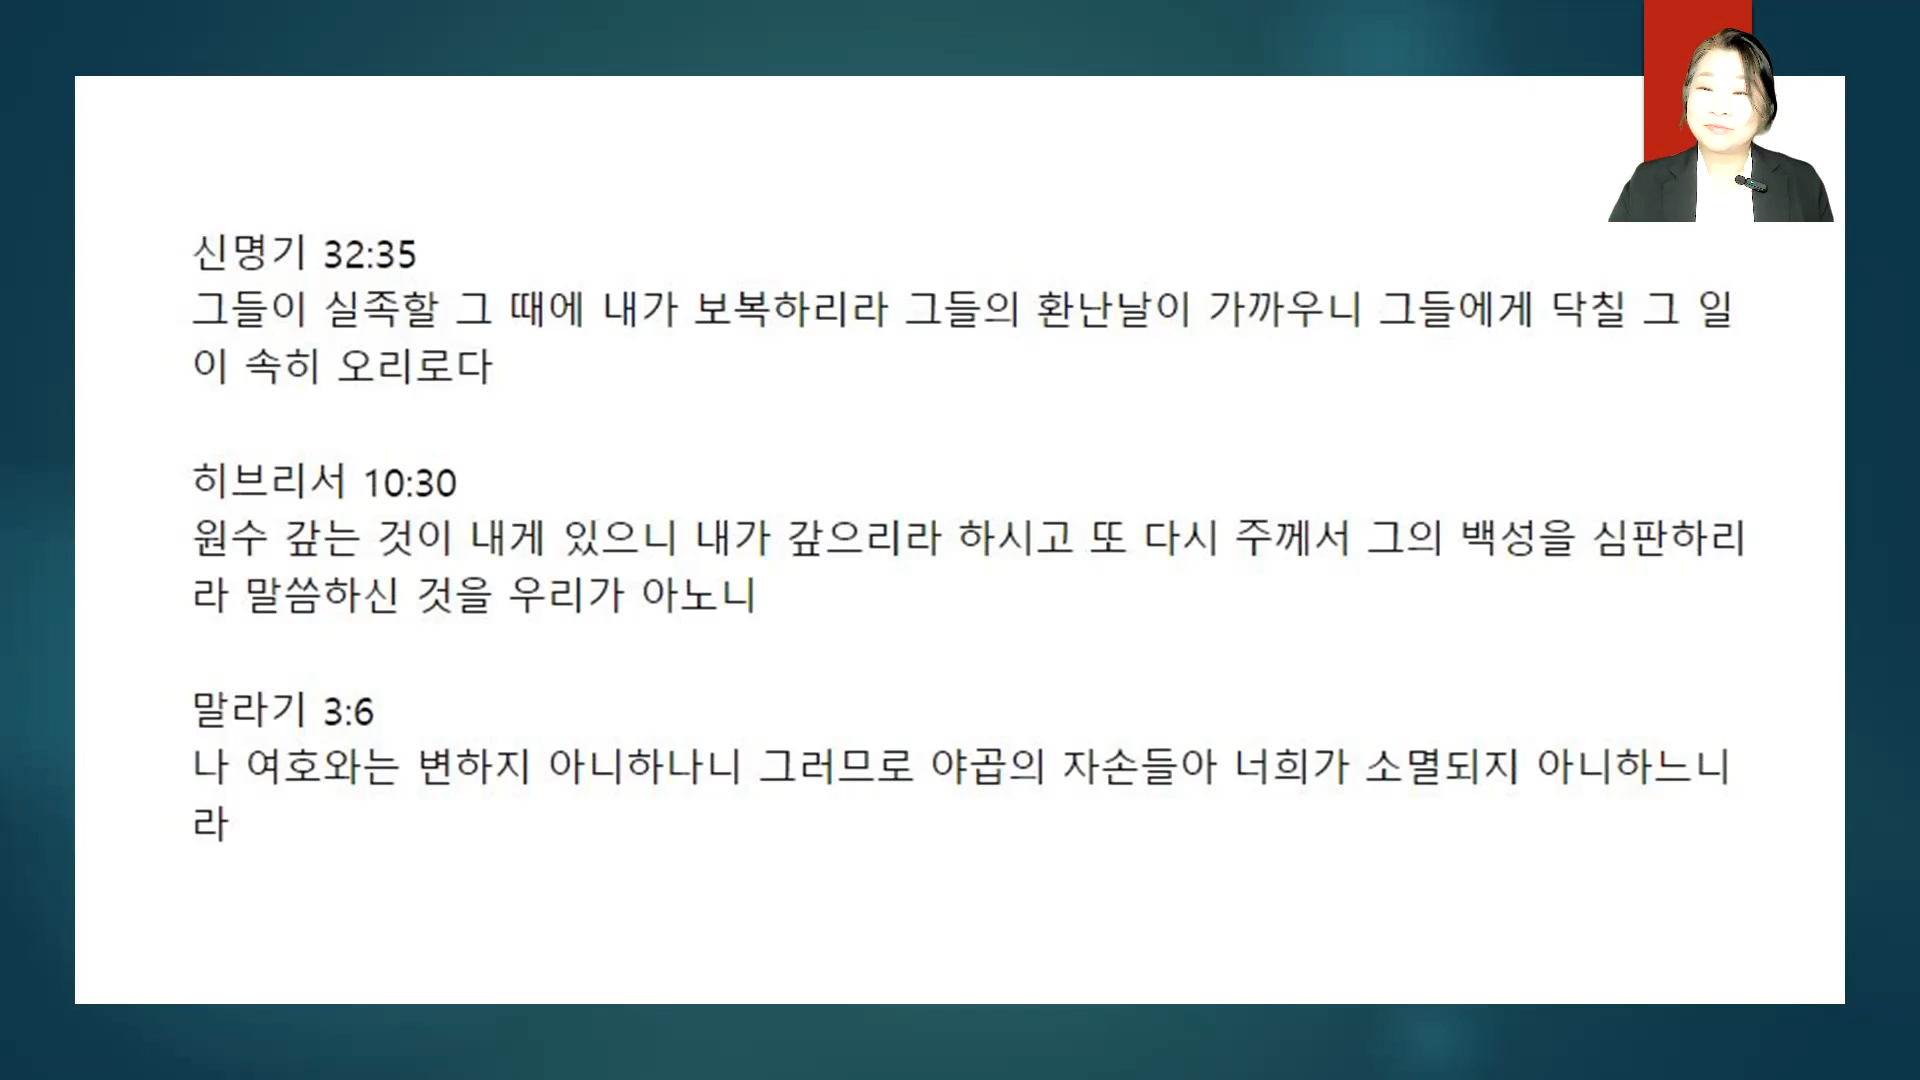 신명기 32:35
그들이 실족할 그 때에 내가 보복하리라 그들의 환난날이 가까우니 그들에게 닥칠 그 일
이 속히 오리로다
히브리서 10:30
원수 갚는 것이 내게 있으니 내가 갚으리라 하시고 또 다시 주께서 그의 백성을 심판하리
라 말씀하신 것을 우리가 아노니
말라기 3:6
나 여호와는 변하지 아니하나니 그러므로 야곱의 자손들아 너희가 소멸되지 아니하느니
라